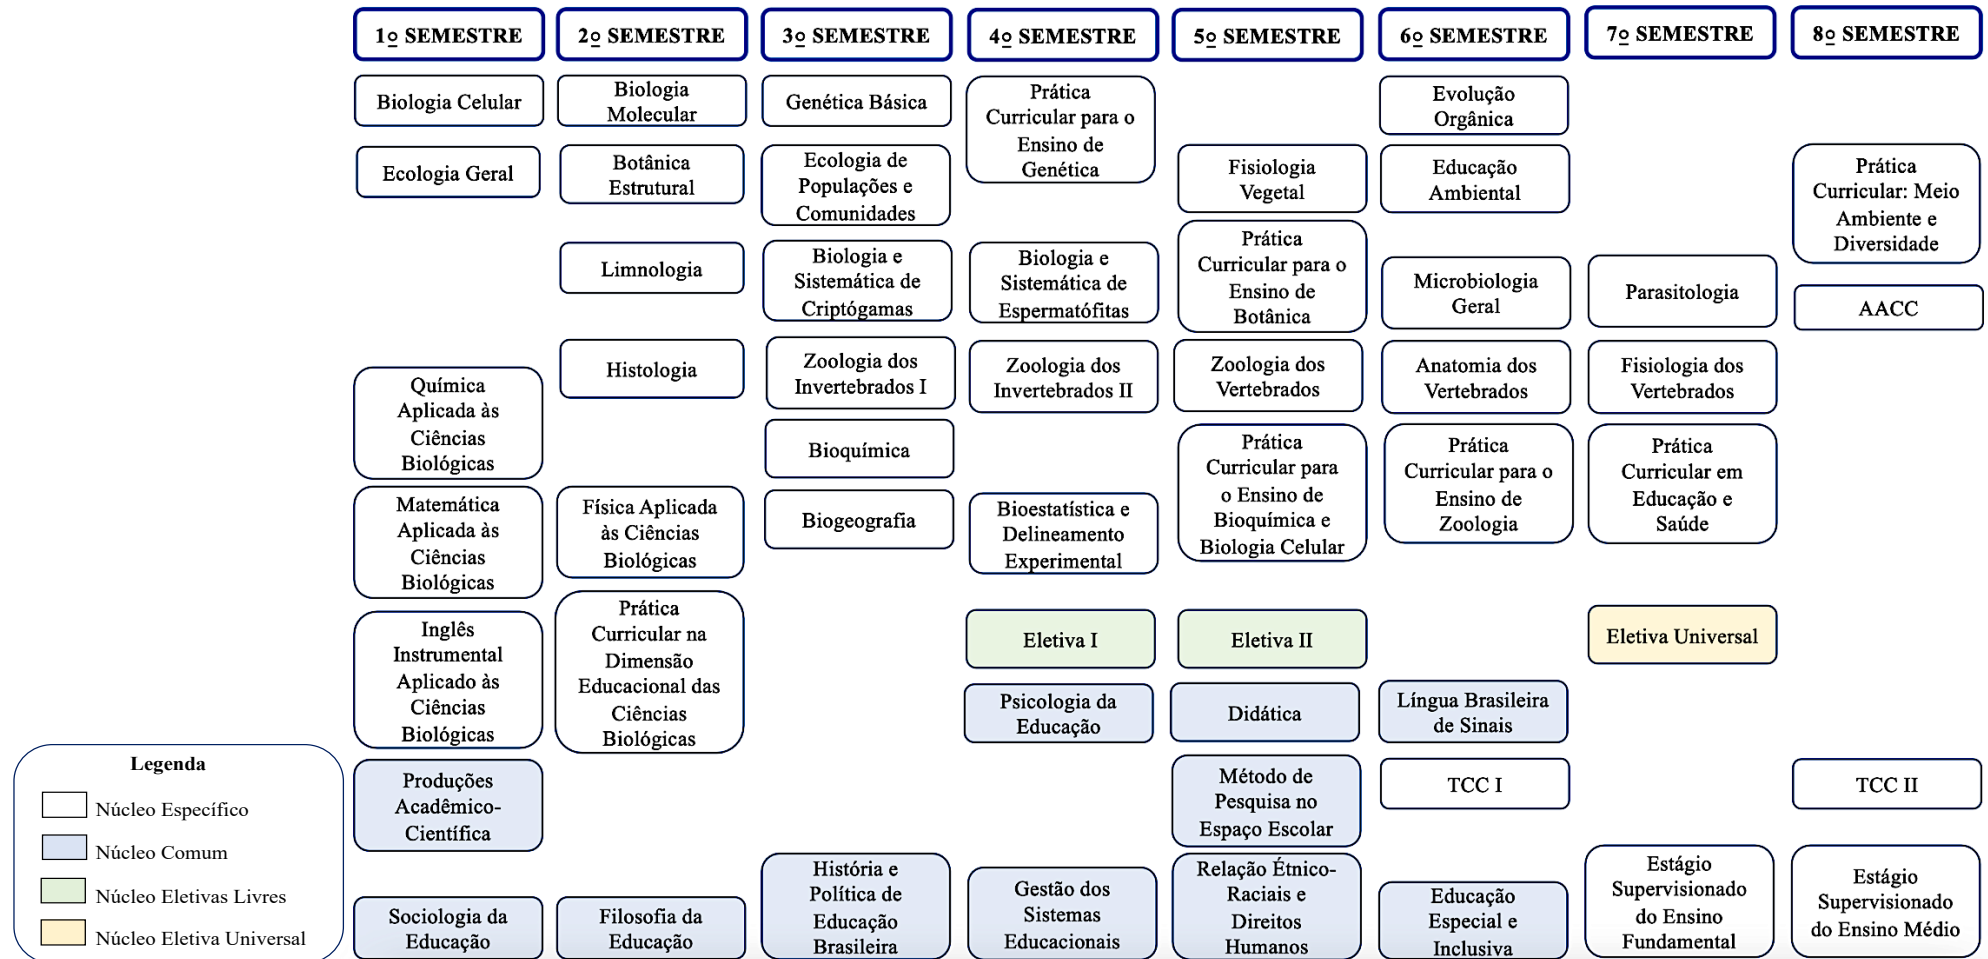 1º SEMESTRE
Biologia Celular
Ecologia Geral
Química
Aplicada às
Ciências
Biológicas
Matemática
Aplicada às
Ciências
Biológicas
Inglês
Instrumental
Aplicado às
Ciências
Biológicas
Produções
Acadêmico-
Científica
Sociologia da
Educação
2º SEMESTRE
Biologia
Molecular
Botânica
Estrutural
Limnologia
Histologia
Física Aplicada
às Ciências
Biológicas
Prática
Curricular na
Dimensão
Educacional das
Ciências
Biológicas
Filosofia da
Educação
3º SEMESTRE
Genética Básica
Ecologia de
Populações e
Comunidades
Biologia e
Sistemática de
Criptógamas
Zoologia dos
Invertebrados I
Bioquímica
Biogeografia
História e
Política de
Educação
Brasileira
4º SEMESTRE
Prática
Curricular para o
Ensino de
Genética
Biologia e
Sistemática de
Espermatófitas
Zoologia dos
Invertebrados II
Bioestatística e
Delineamento
Experimental
Eletiva I
Psicologia da
Educação
Gestão dos
Sistemas
Educacionais
5º SEMESTRE
Fisiologia
Vegetal
Prática
Curricular para o
Ensino de
Botânica
Zoologia dos
Vertebrados
Prática
Curricular para
o Ensino de
Bioquímica e
Biologia Celular
Eletiva II
Didática
Método de
Pesquisa no
Espaço Escolar
Relação Étnico-
Raciais e
Direitos
Humanos
6º SEMESTRE
Evolução
Orgânica
Educação
Ambiental
Microbiologia
Geral
Anatomia dos
Vertebrados
Prática
Curricular para o
Ensino de
Zoologia
Língua Brasileira
de Sinais
TCC I
Educação
Especial e
Inclusiva
7º SEMESTRE
Parasitologia
Fisiologia dos
Vertebrados
Prática
Curricular em
Educação e
Saúde
Eletiva Universal
Estágio
Supervisionado
do Ensino
Fundamental
8º SEMESTRE
Prática
Curricular: Meio
Ambiente e
Diversidade
AACC
TCC II
Estágio
Supervisionado
do Ensino Médio
Legenda
Núcleo Específico
Núcleo Comum
Núcleo Eletivas Livres
Núcleo Eletiva Universal